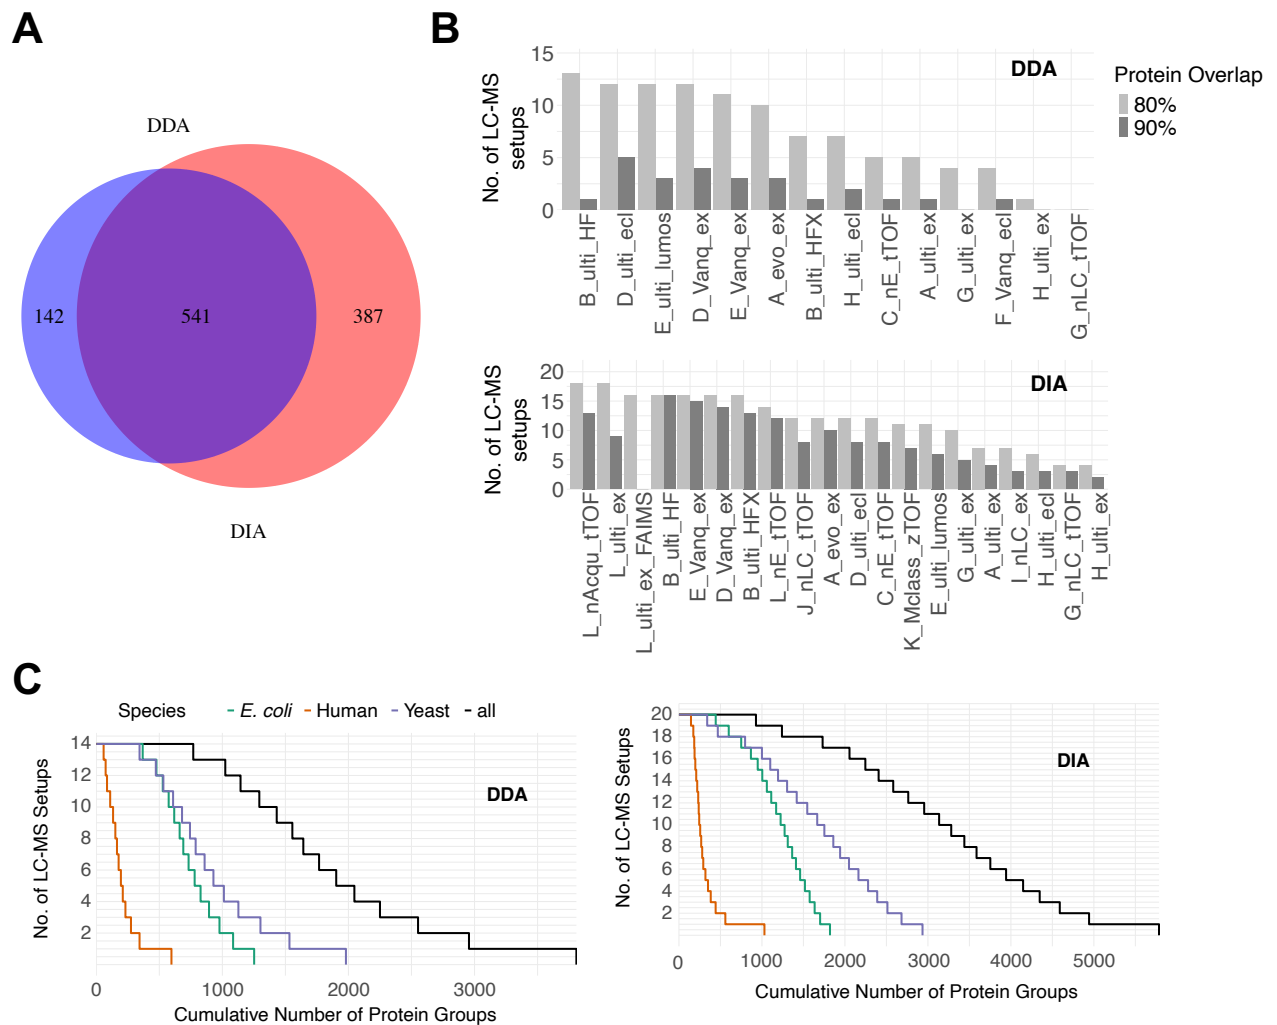 A
DDA
142
541
387
DIA
B
DDA
No. of LC-MS
setups
15
10
5
0
B_ulti_HF
D_ulti_ecl
E_ulti_lumos
D_Vanq_ex
E_Vanq_ex
A_evo_ex
B_ulti_HFX
H_ulti_ecl
C_nE_tTOF
A_ulti_ex
G_ulti_ex
F_Vanq_ecl
H_ulti_ex
G_nLC_tTOF
Protein Overlap
80%
90%
DIA
No. of LC-MS
setups
20
15
10
5
0
L_nAcqu_tTOF
L_ulti_ex
L_ulti_ex_FAIMS
B_ulti_HF
E_Vanq_ex
D_Vanq_ex
B_ulti_HFX
L_nE_tTOF
J_nLC_tTOF
A_evo_ex
D_ulti_ecl
C_nE_tTOF
K_Mclass_zTOF
E_ulti_lumos
G_ulti_ex
A_ulti_ex
I_nLC_ex
H_ulti_ecl
G_nLC_tTOF
H_ulti_ex
C
Species E. coli Human Yeast all
No. of LC-MS Setups
14
12
10
8
6
4
2
DDA
0 1000 2000 3000
Cumulative Number of Protein Groups
No. of LC-MS Setups
20
18
16
14
12
10
8
6
4
2
DIA
0 1000 2000 3000 4000 5000
Cumulative Number of Protein Groups